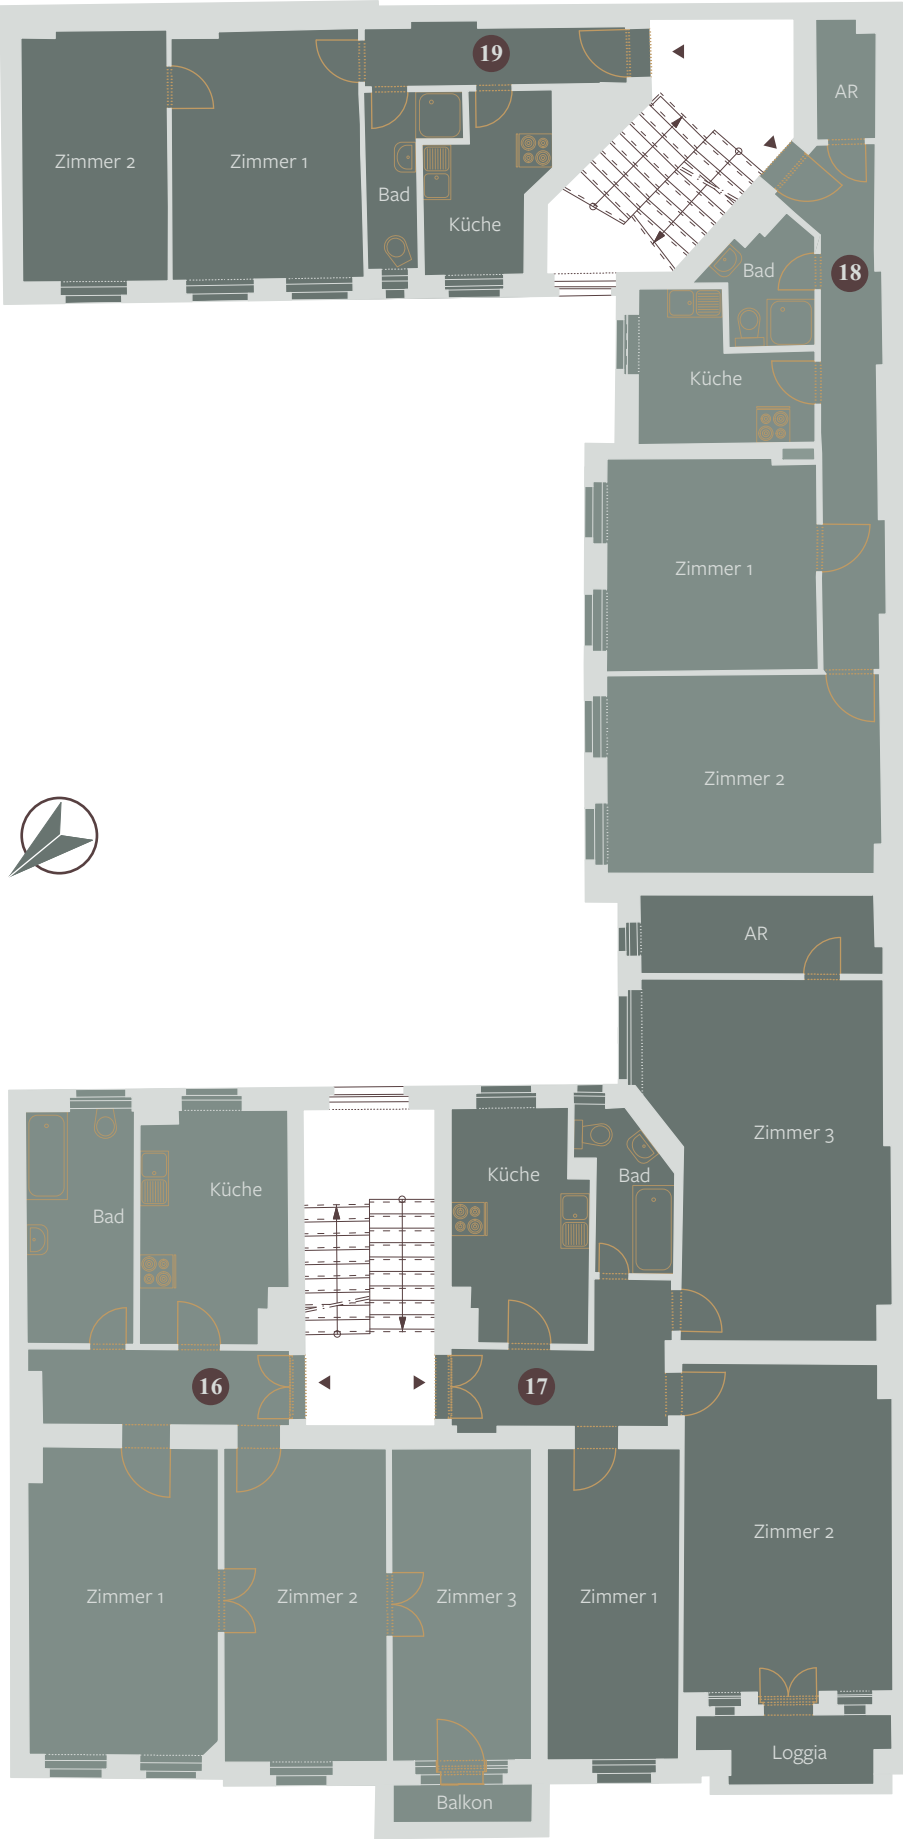 19
AR
Zimmer 2
Zimmer 1
Bad
Küche
Bad
18
Küche
Zimmer 1
Zimmer 2
AR
Zimmer 3
Küche
Bad
Küche
Bad
16
17
Zimmer 2
Zimmer 1
Zimmer 2
Zimmer 3
Zimmer 1
Loggia
Balkon